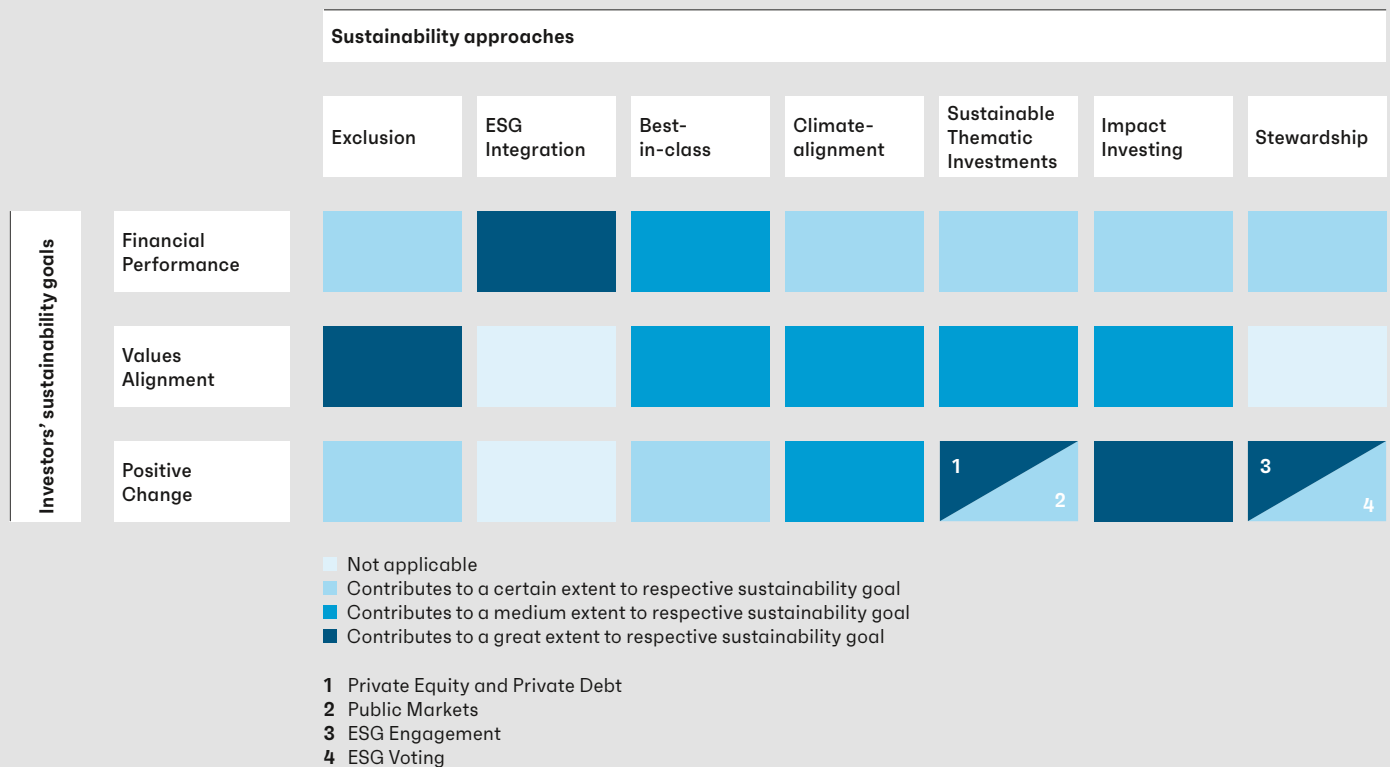 Sustainability approaches
Exclusion
ESG
Integration
Best-
in-class
Climate-
alignment
Sustainable
Thematic
Investments
Impact
Investing
Stewardship
Investors’ sustainability goals
Financial
Performance
Values
Alignment
Positive
Change
1
2
3
4
Not applicable
Contributes to a certain extent to respective sustainability goal
Contributes to a medium extent to respective sustainability goal
Contributes to a great extent to respective sustainability goal
1 Private Equity and Private Debt
2 Public Markets
3 ESG Engagement
4 ESG Voting